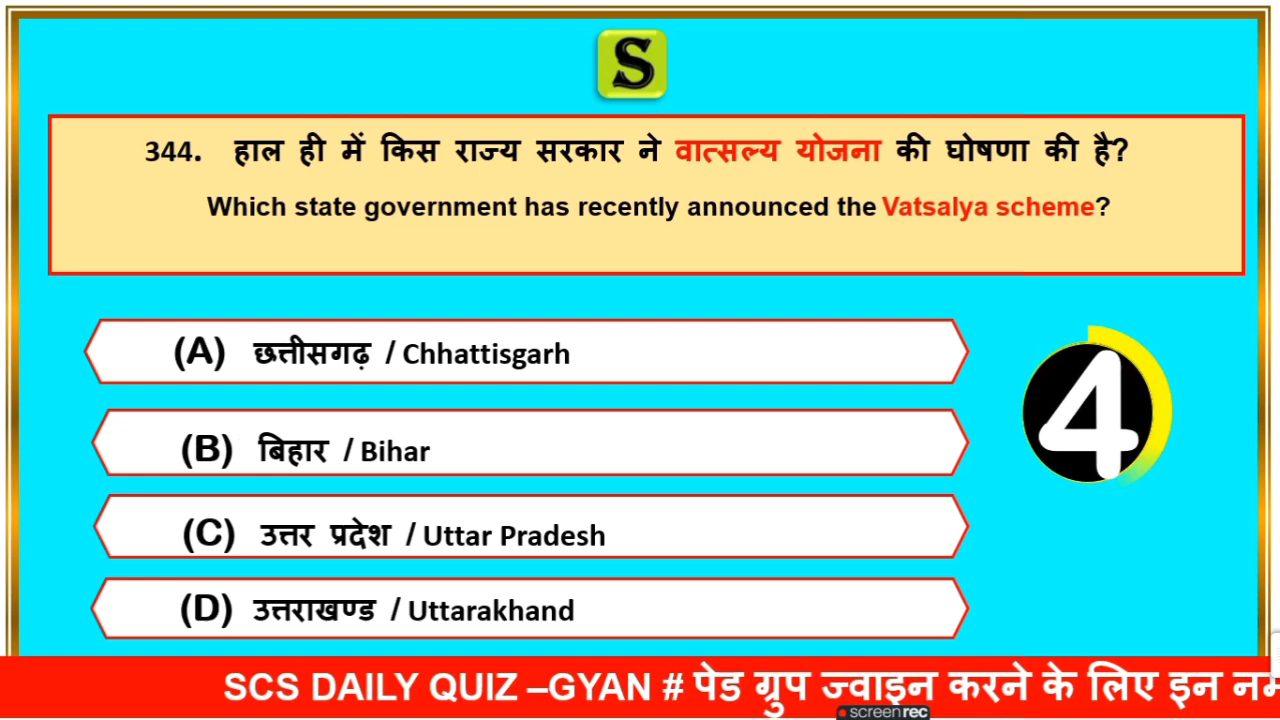 S
344. हाल ही में किस राज्य सरकार ने वात्सल्य योजना की घोषणा की है?
Which state government has recently announced the Vatsalya scheme?
(A) छत्तीसगढ़ / Chhattisgarh
4
(B) बिहार / Bihar
(C) उत्तर प्रदेश / Uttar Pradesh
(D) उत्तराखण्ड / Uttarakhand
SCS DAILY QUIZ –GYAN # पेड ग्रुप ज्वाइन करने के लिए इन
screenrec